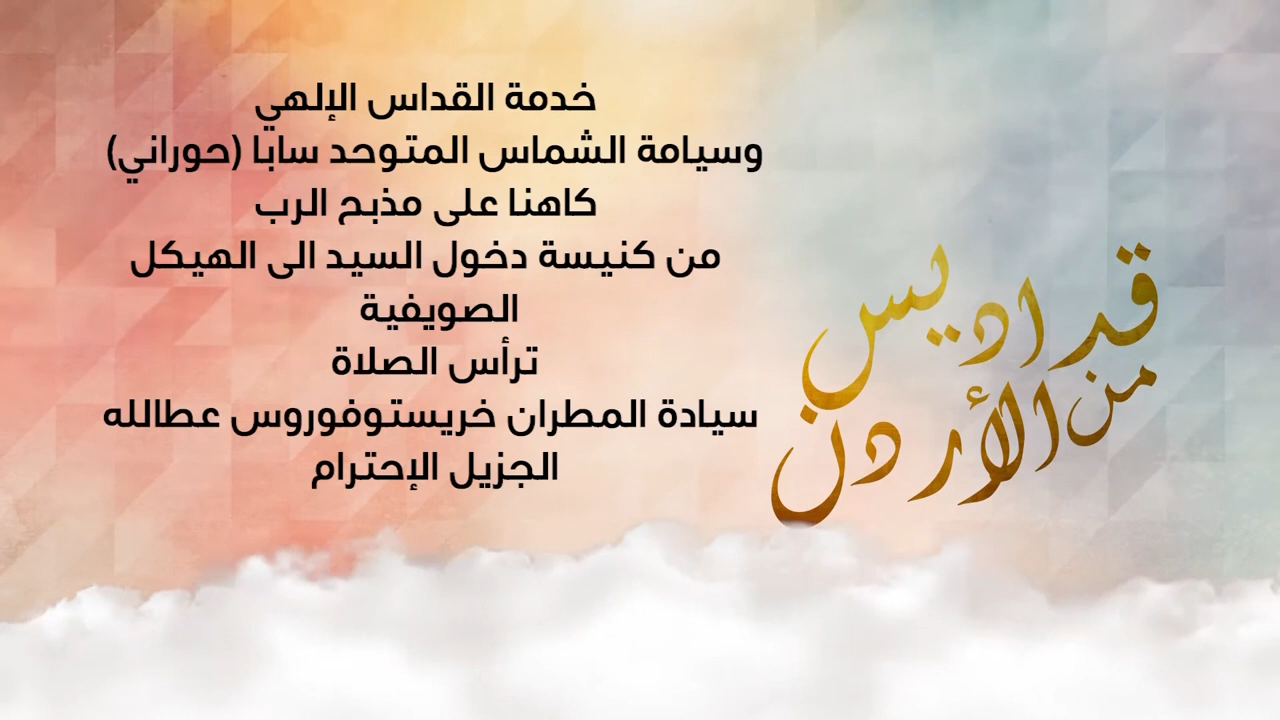 خدمة القداس الإلهي
وسيامة الشماس المتوحد سابا (حوراني)
كاهنا على مذبح الرب
من كنيسة دخول السيد الى الهيكل
الصويفية
ترأس الصلاة
سيادة المطران خريستوفوروس عطالله
الجزيل الإحترام
قداديس
من الأردن